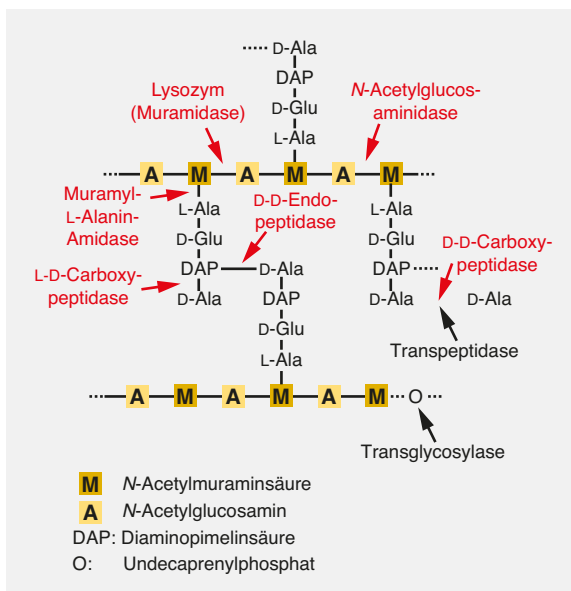 D-Ala
DAP
D-Glu
L-Ala
Lysozym
(Muramidase)
N-Acetylglucos-
aminidase
A M A M A M
Muramyl-
L-Alanin-
Amidase
L-Ala
D-Glu
DAP
D-Ala
D-D-Endo-
peptidase
L-D-Carboxy-
peptidase
D-Ala
DAP
D-Glu
L-Ala
L-Ala
D-Glu
DAP
D-Ala
D-D-Carboxy-
peptidase
D-Ala
Transpeptidase
A M A M A M O
Transglycosylase
M N-Acetylmuraminsäure
A N-Acetylglucosamin
DAP: Diaminopimelinsäure
O: Undecaprenylphosphat